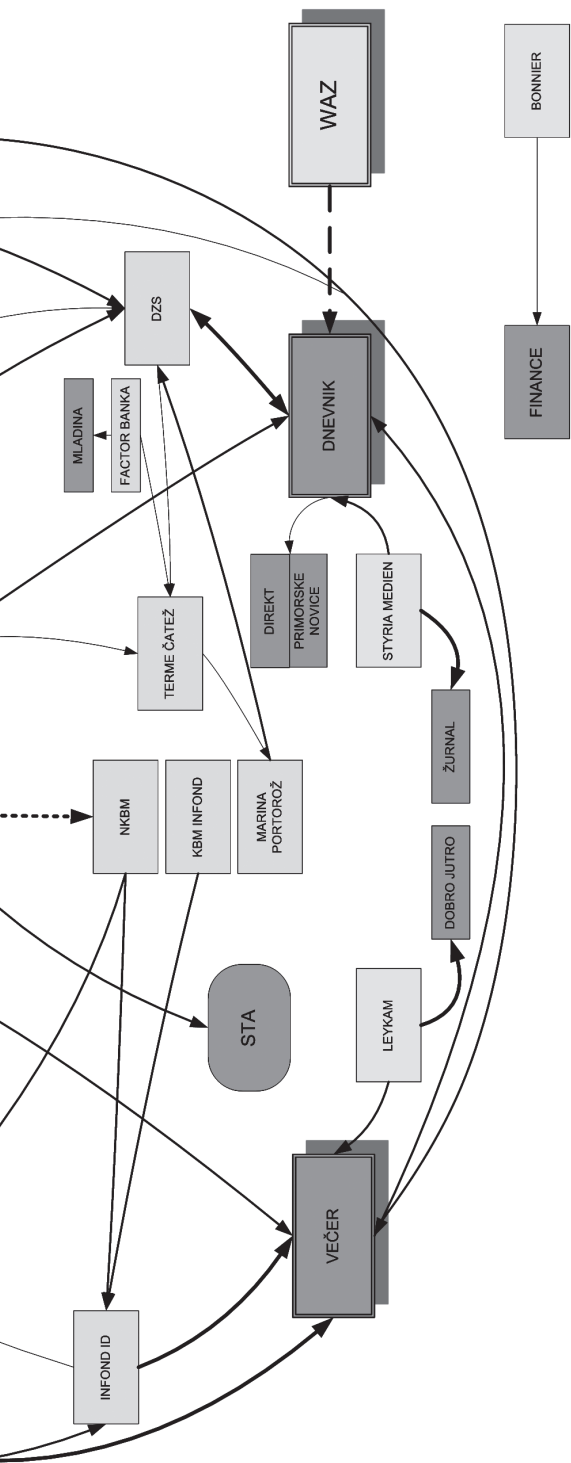 WAZ
BONNIER
DZS
MLADINA
FACTOR BANKA
DNEVNIK
FINANCE
DIREKT
PRIMORSKE
NOVICE
STYRIA MEDIEN
TERME ČATEŽ
ŽURNAL
NKBM
KBM INFOND
MARINA
PORTOROŽ
DOBRO JUTRO
STA
LEYKAM
VEČER
INFOND ID